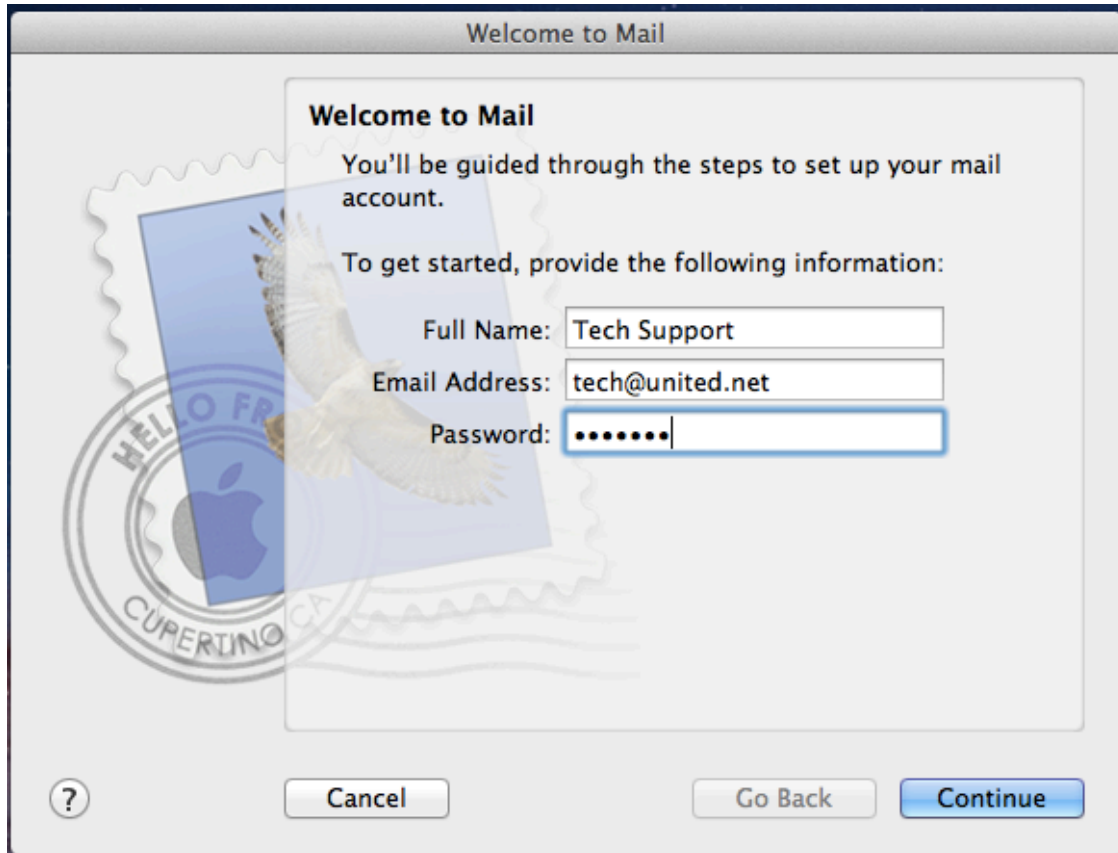 Welcome to Mail
Welcome to Mail
You'll be guided through the steps to set up your mail
account.
To get started, provide the following information:
Full Name: Tech Support
Email Address: tech@united.net
Password: •••••••
HELLO FR
CUPERTINO CA
? Cancel Go Back Continue